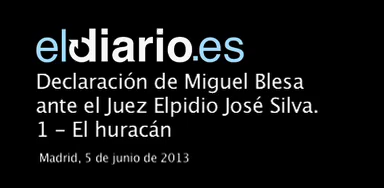 eldiario.es
Declaración de Miguel Blesa
ante el Juez Elpidio José Silva.
1 - El huracán
Madrid, 5 de junio de 2013